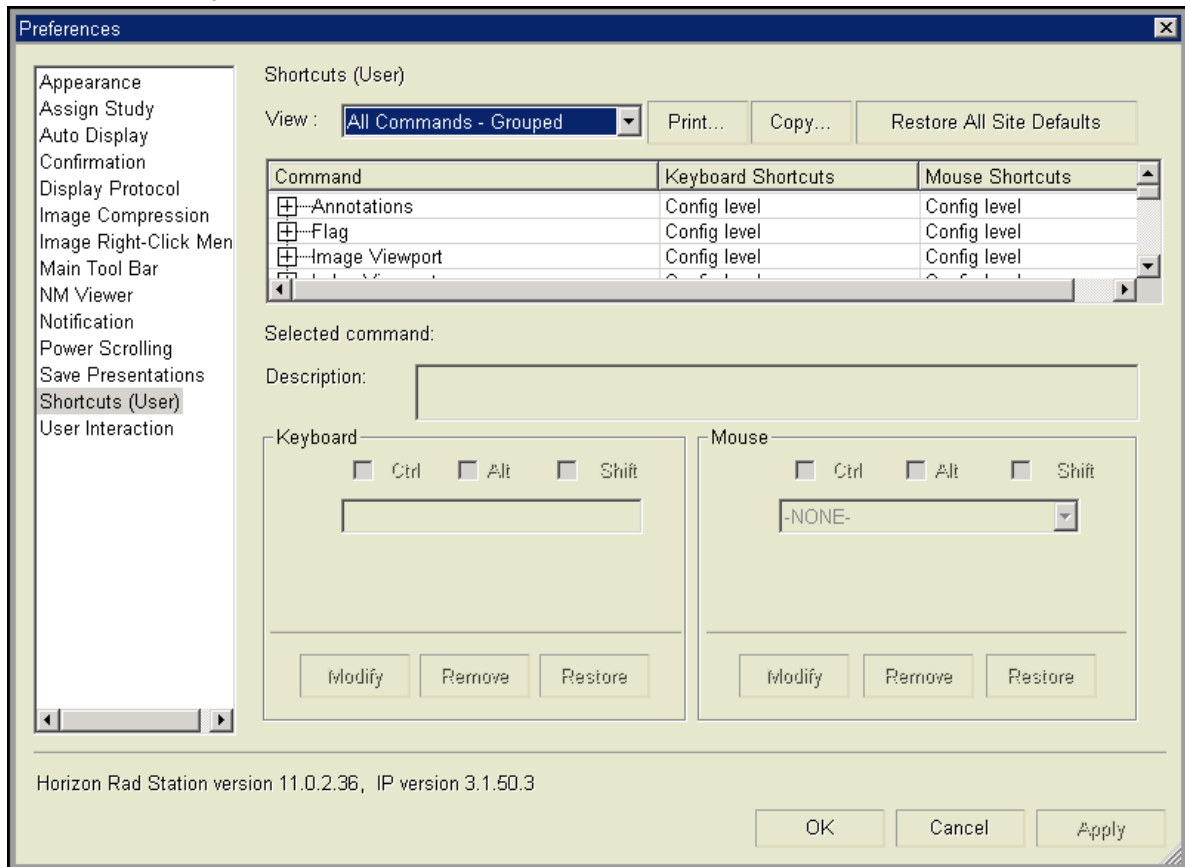 Preferences
Appearance
Assign Study
Auto Display
Confirmation
Display Protocol
Image Compression
Image Right-Click Men
Main Tool Bar
NM Viewer
Notification
Power Scrolling
Save Presentations
Shortcuts (User)
User Interaction
Shortcuts (User)
View : All Commands - Grouped Print... Copy... Restore All Site Defaults
Command Keyboard Shortcuts Mouse Shortcuts
Annotations Config level Config level
Flag Config level Config level
Image Viewport Config level Config level
Selected command:
Description:
Keyboard
Ctrl Alt Shift
Modify Remove Restore
Mouse
Ctrl Alt Shift
-NONE-
Modify Remove Restore
Horizon Rad Station version 11.0.2.36, IP version 3.1.50.3
OK Cancel Apply